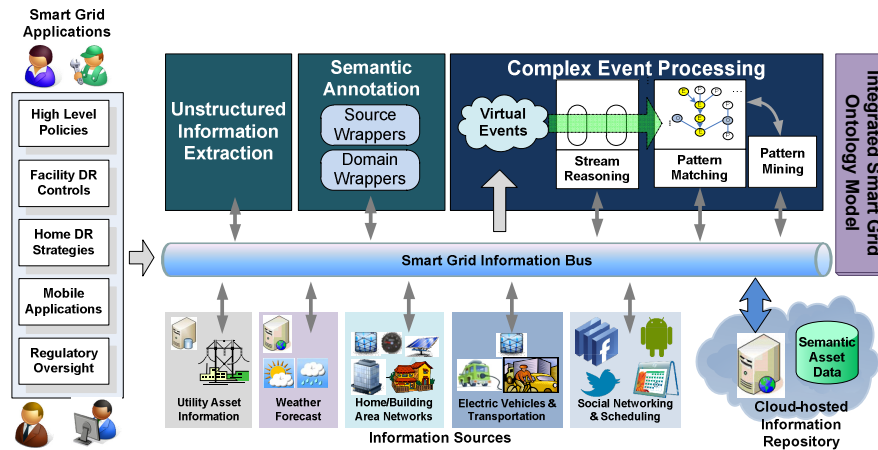 Smart Grid
Applications
High Level
Policies
Facility DR
Controls
Home DR
Strategies
Mobile
Applications
Regulatory
Oversight
Unstructured
Information
Extraction
Semantic
Annotation
Source
Wrappers
Domain
Wrappers
Complex Event Processing
Virtual
Events
Stream
Reasoning
Pattern
Matching
Pattern
Mining
Integrated Smart Grid
Ontology Model
Smart Grid Information Bus
Utility Asset
Information
Weather
Forecast
Home/Building
Area Networks
Electric Vehicles &
Transportation
Social Networking
& Scheduling
Information Sources
Semantic
Asset
Data
Cloud-hosted
Information
Repository